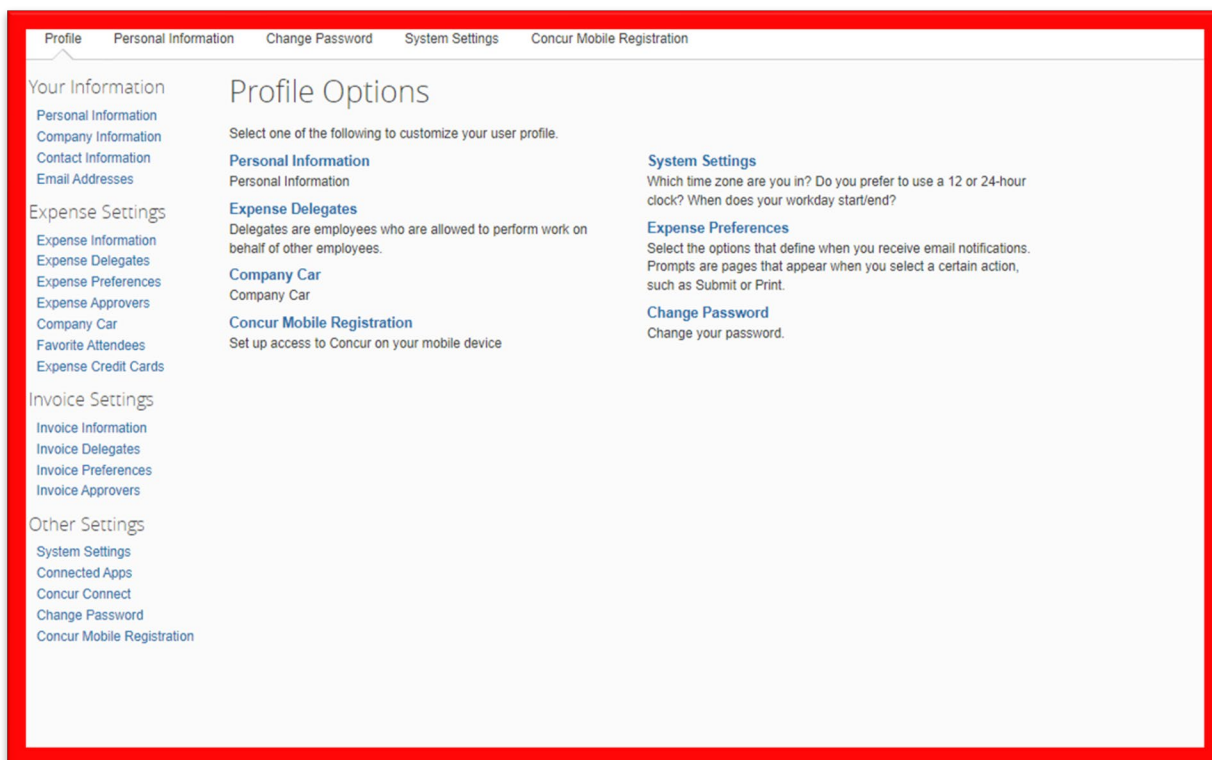 Profile Personal Information Change Password System Settings Concur Mobile Registration
Your Information
Personal Information
Company Information
Contact Information
Email Addresses
Expense Settings
Expense Information
Expense Delegates
Expense Preferences
Expense Approvers
Company Car
Favorite Attendees
Expense Credit Cards
Invoice Settings
Invoice Information
Invoice Delegates
Invoice Preferences
Invoice Approvers
Other Settings
System Settings
Connected Apps
Concur Connect
Change Password
Concur Mobile Registration
Profile Options
Select one of the following to customize your user profile.
Personal Information
Personal Information
Expense Delegates
Delegates are employees who are allowed to perform work on
behalf of other employees.
Company Car
Company Car
Concur Mobile Registration
Set up access to Concur on your mobile device
System Settings
Which time zone are you in? Do you prefer to use a 12 or 24-hour
clock? When does your workday start/end?
Expense Preferences
Select the options that define when you receive email notifications.
Prompts are pages that appear when you select a certain action,
such as Submit or Print.
Change Password
Change your password.